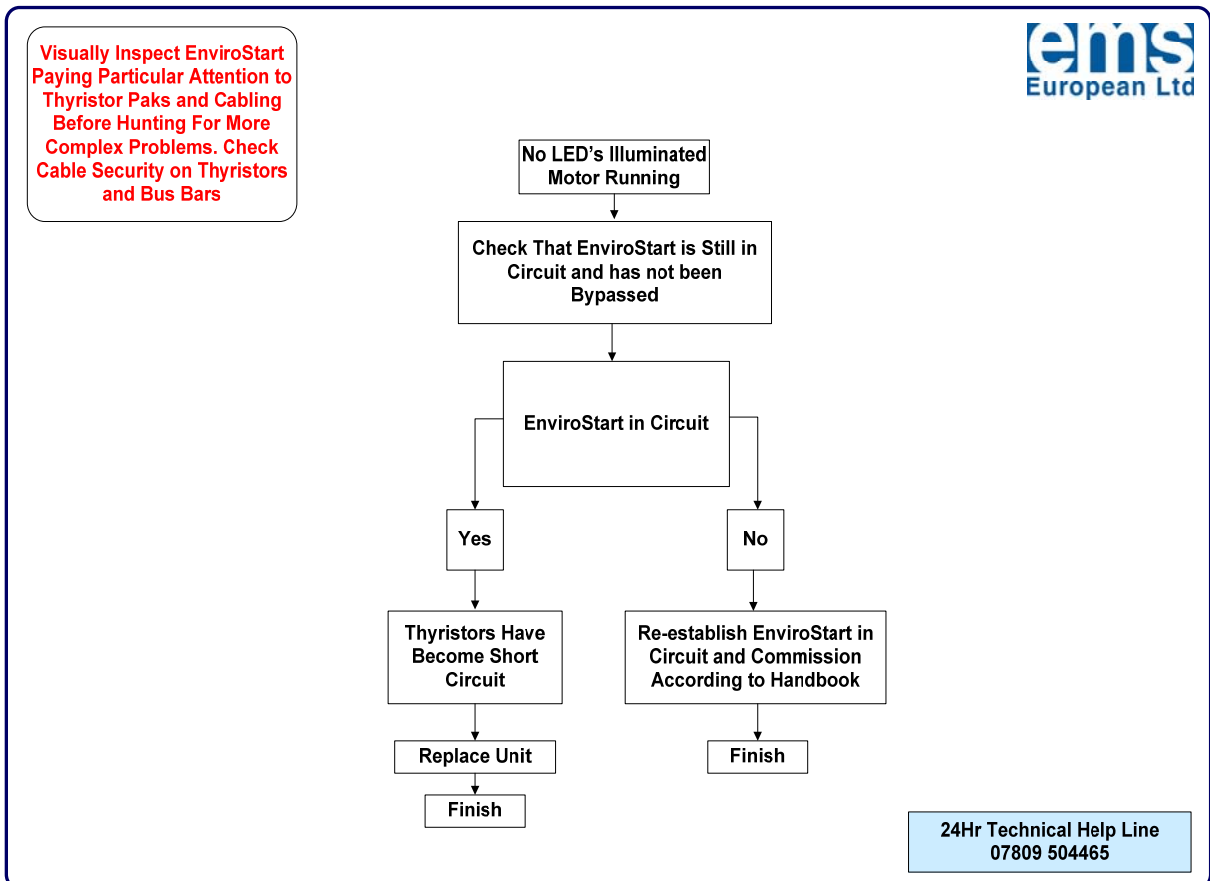 Visually Inspect EnviroStart
Paying Particular Attention to
Thyristor Paks and Cabling
Before Hunting For More
Complex Problems. Check
Cable Security on Thyristors
and Bus Bars
ems
European Ltd
No LED's Illuminated
Motor Running
Check That EnviroStart is Still in
Circuit and has not been
Bypassed
EnviroStart in Circuit
Yes
No
Thyristors Have
Become Short
Circuit
Re-establish EnviroStart in
Circuit and Commission
According to Handbook
Replace Unit
Finish
Finish
24Hr Technical Help Line
07809 504465